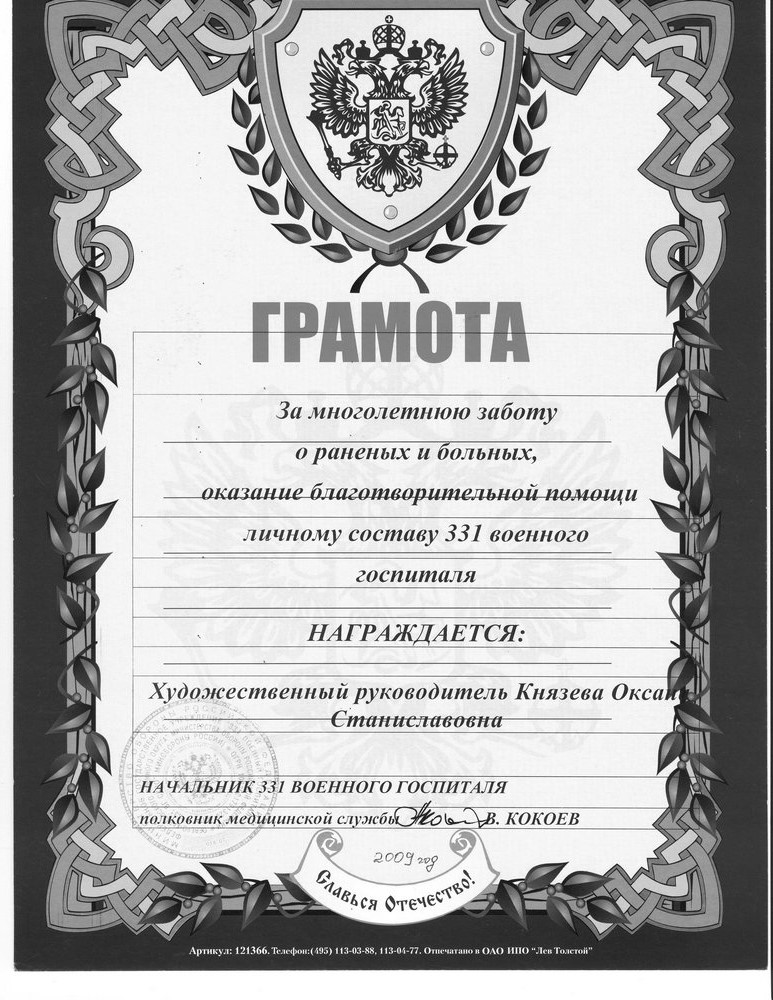 ГРАМОТА
За многолетнюю заботу
о раненых и больных,
оказание благотворительной помощи
личному составу 331 военного
госпиталя
НАГРАЖДАЕТСЯ:
Художественный руководитель Князева Оксана
Станиславовна
НАЧАЛЬНИК 331 ВОЕННОГО ГОСПИТАЛЯ
полковник медицинской службы В. КОКОЕВ
2009 год
Славься Отечество!
Артикул: 121366. Телефон:(495) 113-03-88, 113-04-77. Отпечатано в ОАО ИПО "Лев Толстой"